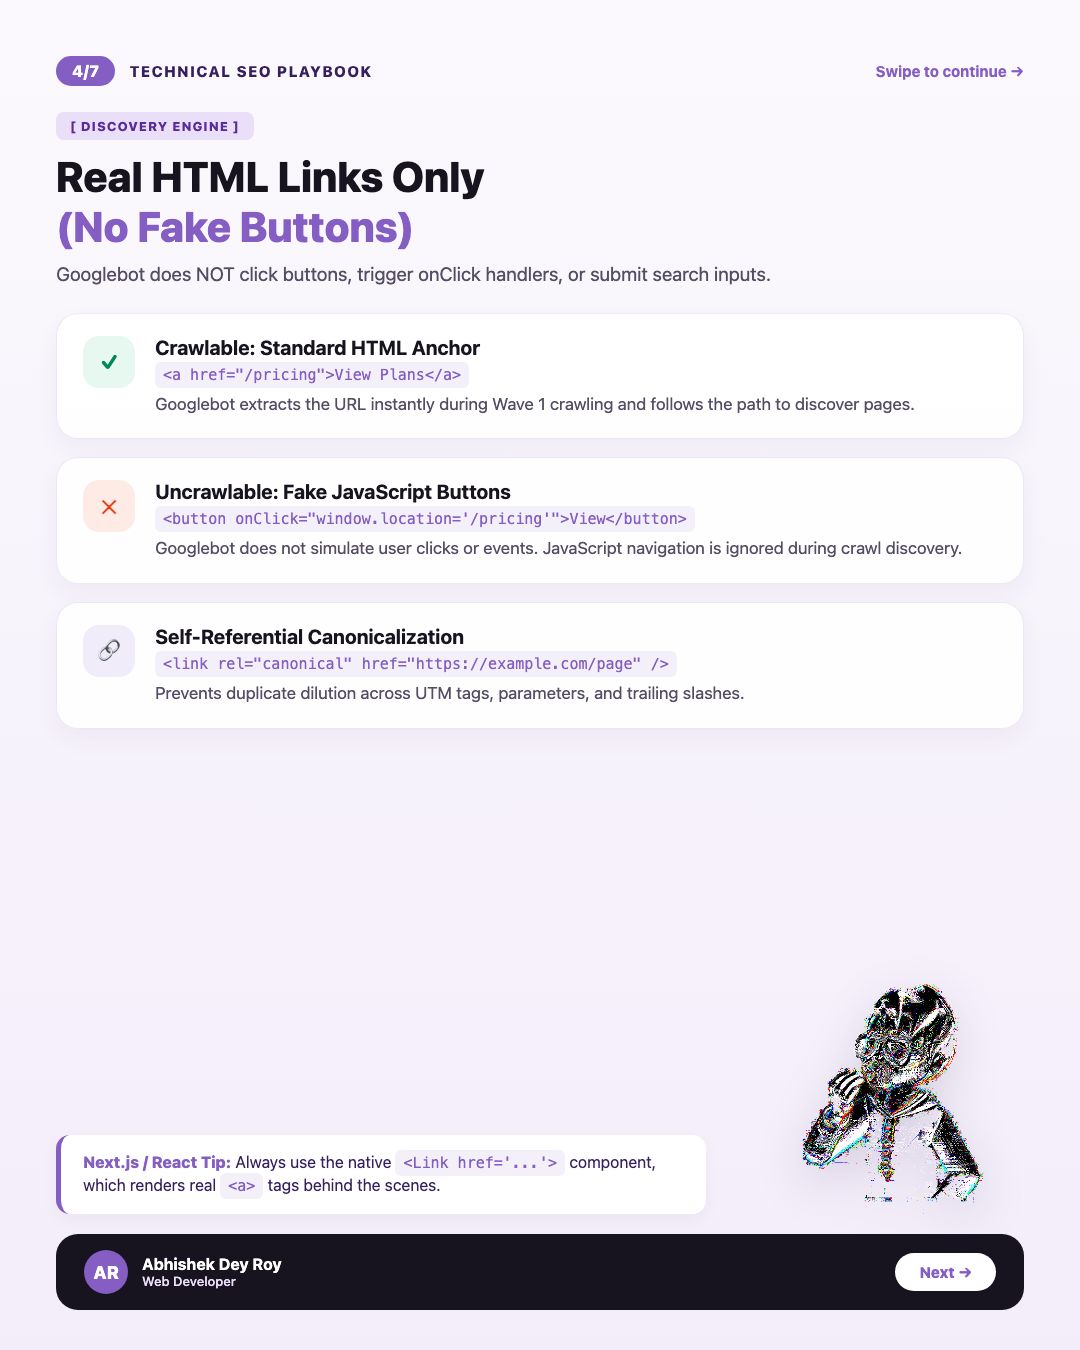 4/7 TECHNICAL SEO PLAYBOOK
Swipe to continue →
[ DISCOVERY ENGINE ]
Real HTML Links Only
(No Fake Buttons)
Googlebot does NOT click buttons, trigger onClick handlers, or submit search inputs.
Crawlable: Standard HTML Anchor
<a href="/pricing">View Plans</a>
Googlebot extracts the URL instantly during Wave 1 crawling and follows the path to discover pages.
Uncrawlable: Fake JavaScript Buttons
<button onClick="window.location='/pricing'">View</button>
Googlebot does not simulate user clicks or events. JavaScript navigation is ignored during crawl discovery.
Self-Referential Canonicalization
<link rel="canonical" href="https://example.com/page" />
Prevents duplicate dilution across UTM tags, parameters, and trailing slashes.
Next.js / React Tip: Always use the native <Link href='...'> component,
which renders real <a> tags behind the scenes.
AR
Abhishek Dey Roy
Web Developer
Next →